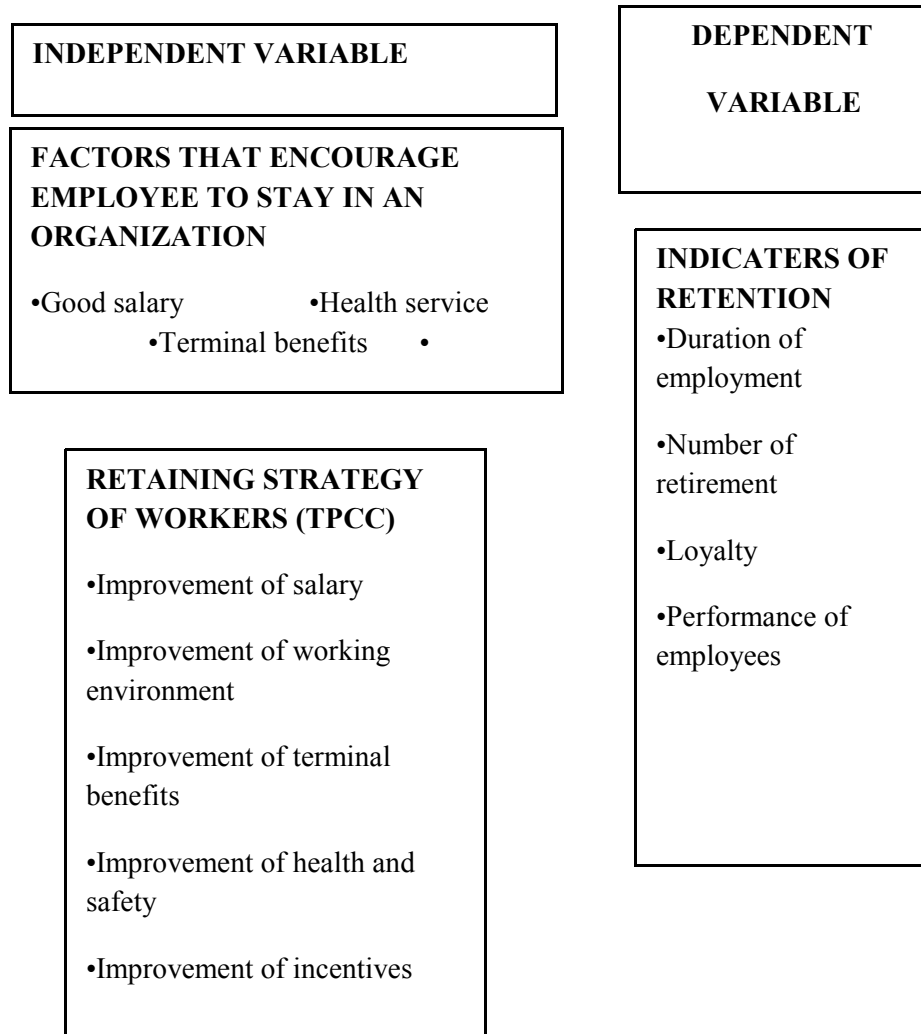 INDEPENDENT VARIABLE
FACTORS THAT ENCOURAGE
EMPLOYEE TO STAY IN AN
ORGANIZATION
•Good salary •Health service
•Terminal benefits •
RETAINING STRATEGY
OF WORKERS (TPCC)
•Improvement of salary
•Improvement of working
environment
•Improvement of terminal
benefits
•Improvement of health and
safety
•Improvement of incentives
DEPENDENT
VARIABLE
INDICATERS OF
RETENTION
•Duration of
employment
•Number of
retirement
•Loyalty
•Performance of
employees